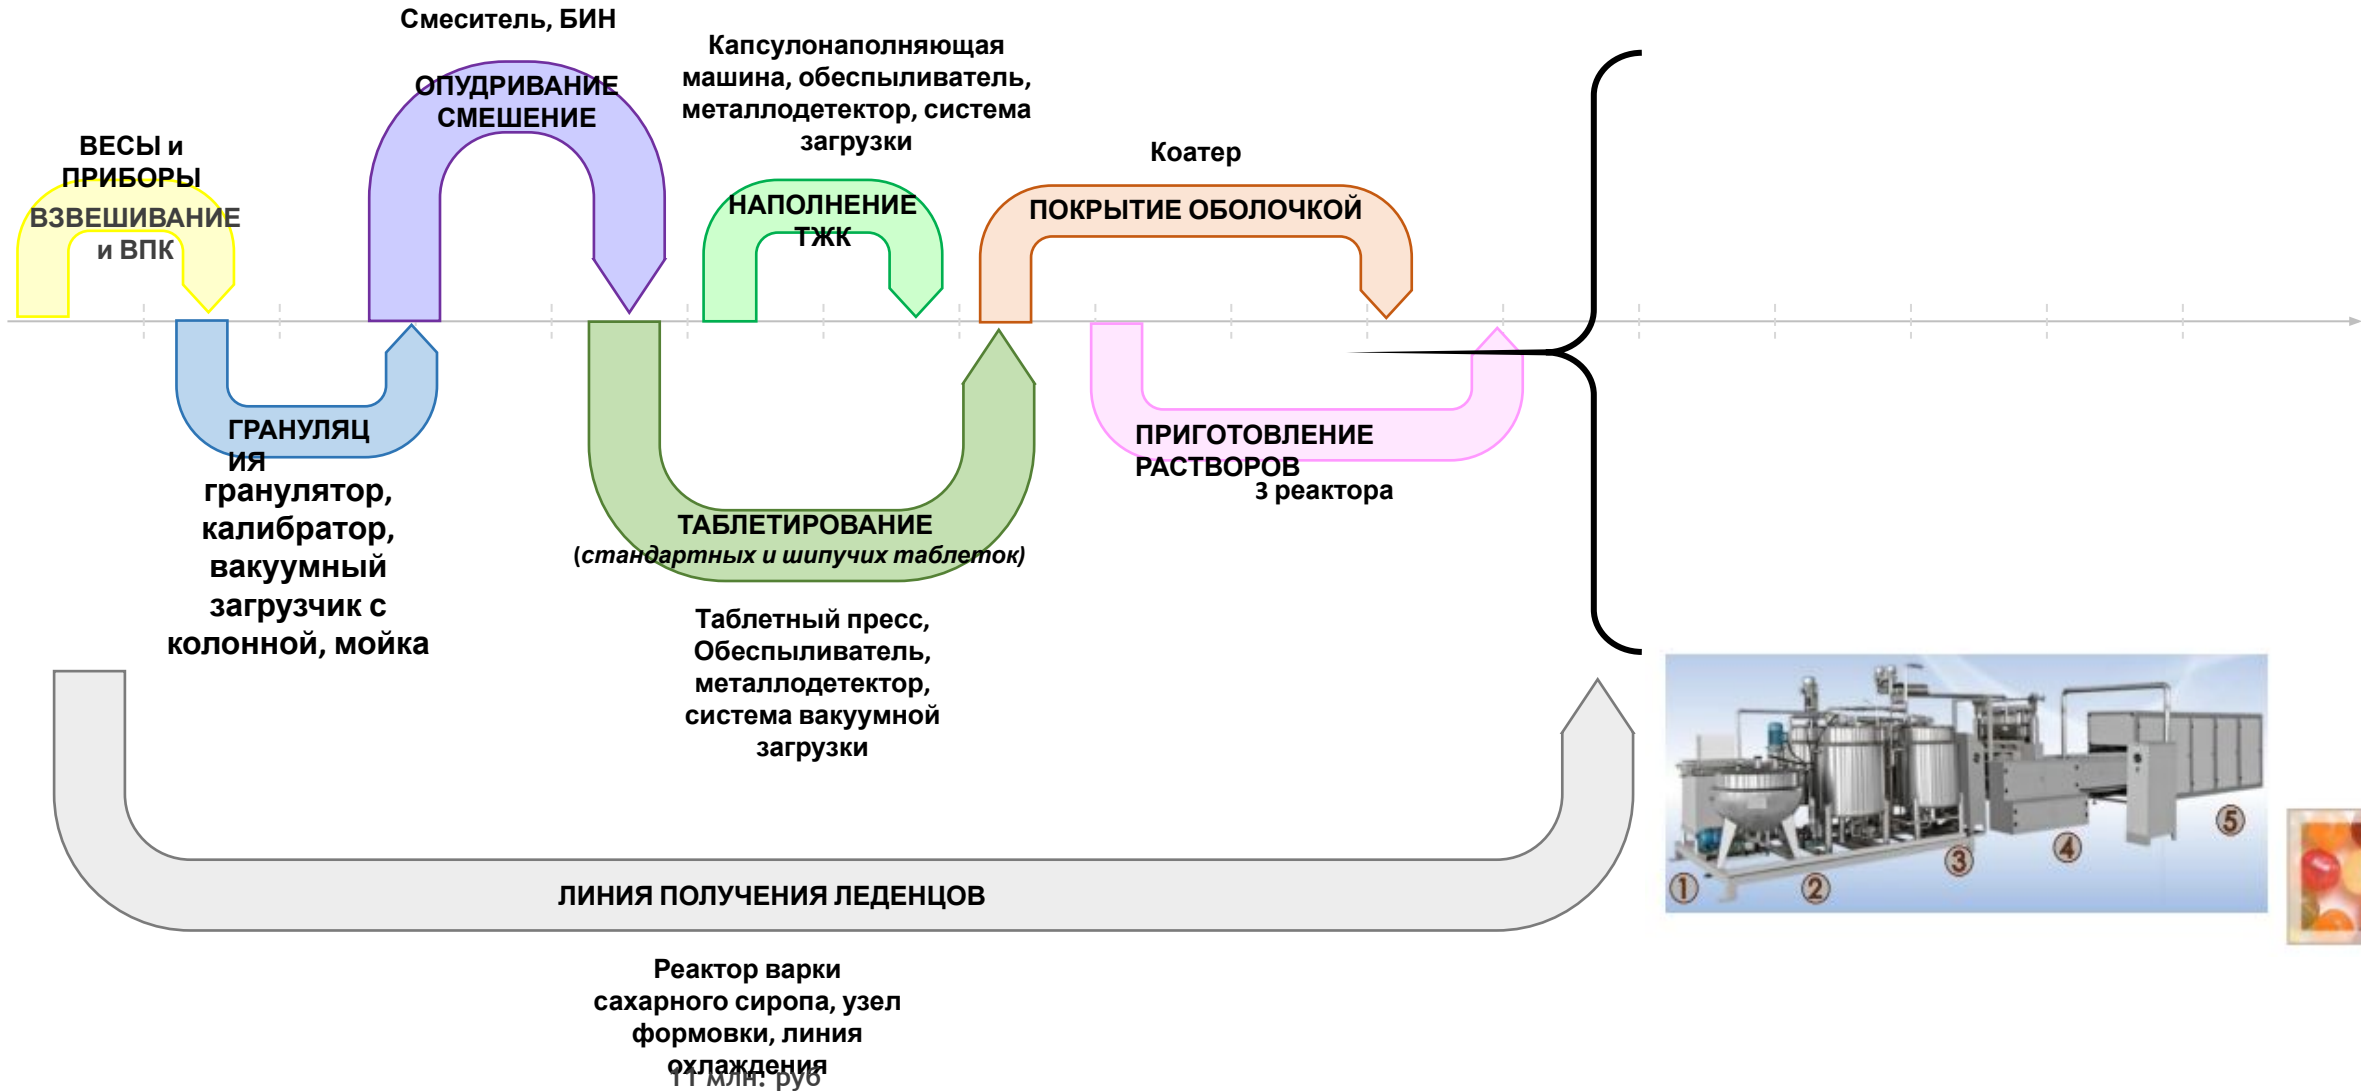 Смеситель, БИН
ОПУДРИВАНИЕ
СМЕШЕНИЕ
Капсулонаполняющая
машина, обеспыливатель,
металлодетектор, система
загрузки
ВЕСЫ и
ПРИБОРЫ
ВЗВЕШИВАНИЕ
и ВПК
НАПОЛНЕНИЕ
ТЖК
Коатер
ПОКРЫТИЕ ОБОЛОЧКОЙ
ГРАНУЛЯЦ
ИЯ
гранулятор,
калибратор,
вакуумный
загрузчик с
колонной, мойка
ТАБЛЕТИРОВАНИЕ
(стандартных и шипучих таблеток)
Таблетный пресс,
Обеспыливатель,
металлодетектор,
система вакуумной
загрузки
ПРИГОТОВЛЕНИЕ
РАСТВОРОВ
3 реактора
1
2
3
4
5
ЛИНИЯ ПОЛУЧЕНИЯ ЛЕДЕНЦОВ
Реактор варки
сахарного сиропа, узел
формовки, линия
охлаждения
11 млн. руб